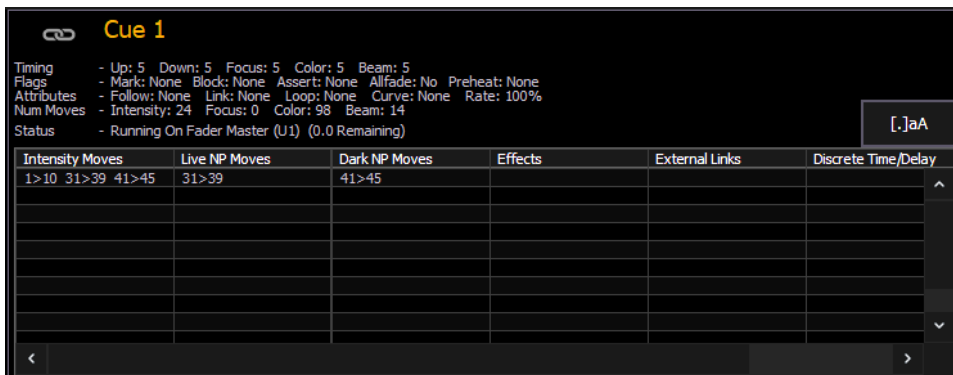 Cue 1
Timing - Up: 5 Down: 5 Focus: 5 Color: 5 Beam: 5
Flags - Mark: None Block: None Assert: None Allfade: No Preheat: None
Attributes - Follow: None Link: None Loop: None Curve: None Rate: 100%
Num Moves - Intensity: 24 Focus: 0 Color: 98 Beam: 14
Status - Running On Fader Master (U1) (0.0 Remaining)
[.]aA
Intensity Moves Live NP Moves Dark NP Moves Effects External Links Discrete Time/Delay
1>10 31>39 41>45 31>39 41>45